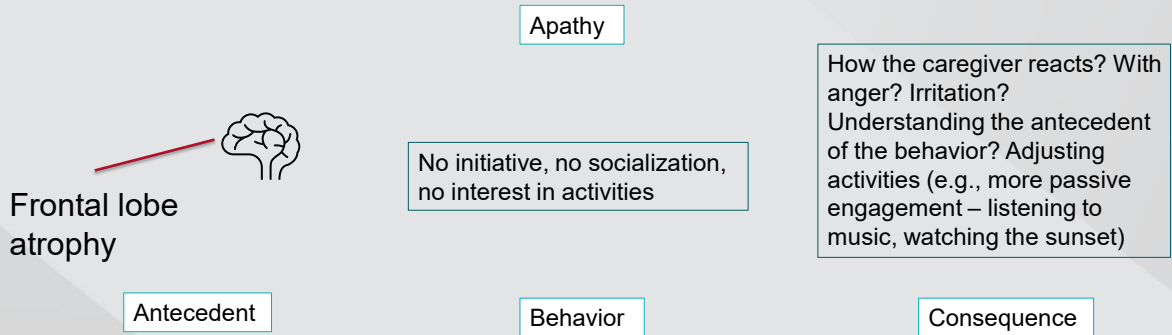 Apathy
Frontal lobe
atrophy
No initiative, no socialization,
no interest in activities
How the caregiver reacts? With
anger? Irritation?
Understanding the antecedent
of the behavior? Adjusting
activities (e.g., more passive
engagement – listening to
music, watching the sunset)
Antecedent
Behavior
Consequence